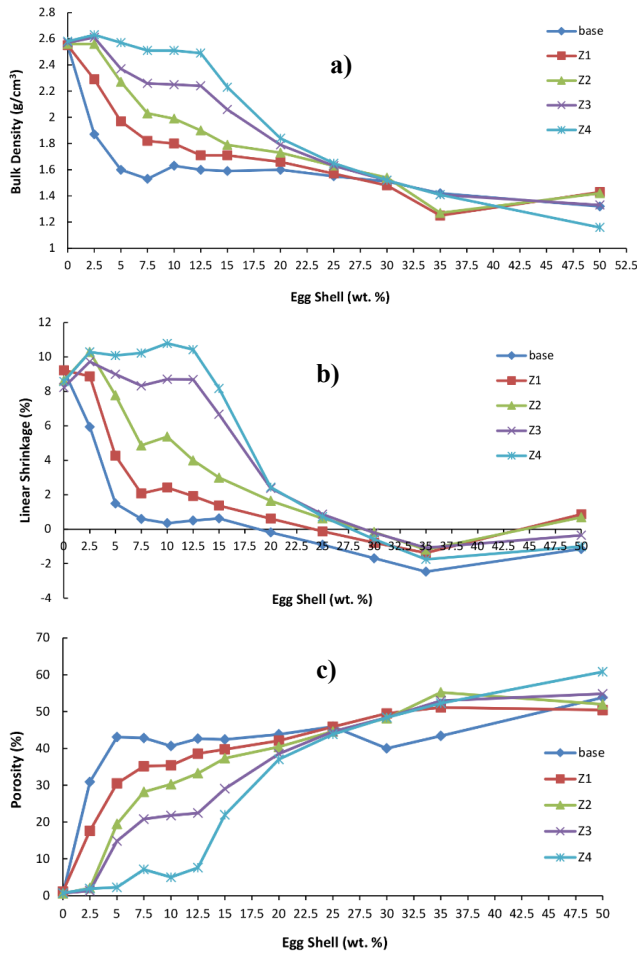 a)
Bulk Density (g/cm³)
2.8
2.6
2.4
2.2
2
1.8
1.6
1.4
1.2
1
0 2.5 5 7.5 10 12.5 15 17.5 20 22.5 25 27.5 30 32.5 35 37.5 40 42.5 45 47.5 50 52.5
Egg Shell (wt. %)
base
Z1
Z2
Z3
Z4
b)
Linear Shrinkage (%)
12
10
8
6
4
2
0
-2
-4
0 2.5 5 7.5 10 12.5 15 17.5 20 22.5 25 27.5 30 32.5 35 37.5 40 42.5 45 47.5 50
Egg Shell (wt. %)
base
Z1
Z2
Z3
Z4
c)
Porosity (%)
70
60
50
40
30
20
10
0
0 2.5 5 7.5 10 12.5 15 17.5 20 22.5 25 27.5 30 32.5 35 37.5 40 42.5 45 47.5 50
Egg Shell (wt. %)
base
Z1
Z2
Z3
Z4